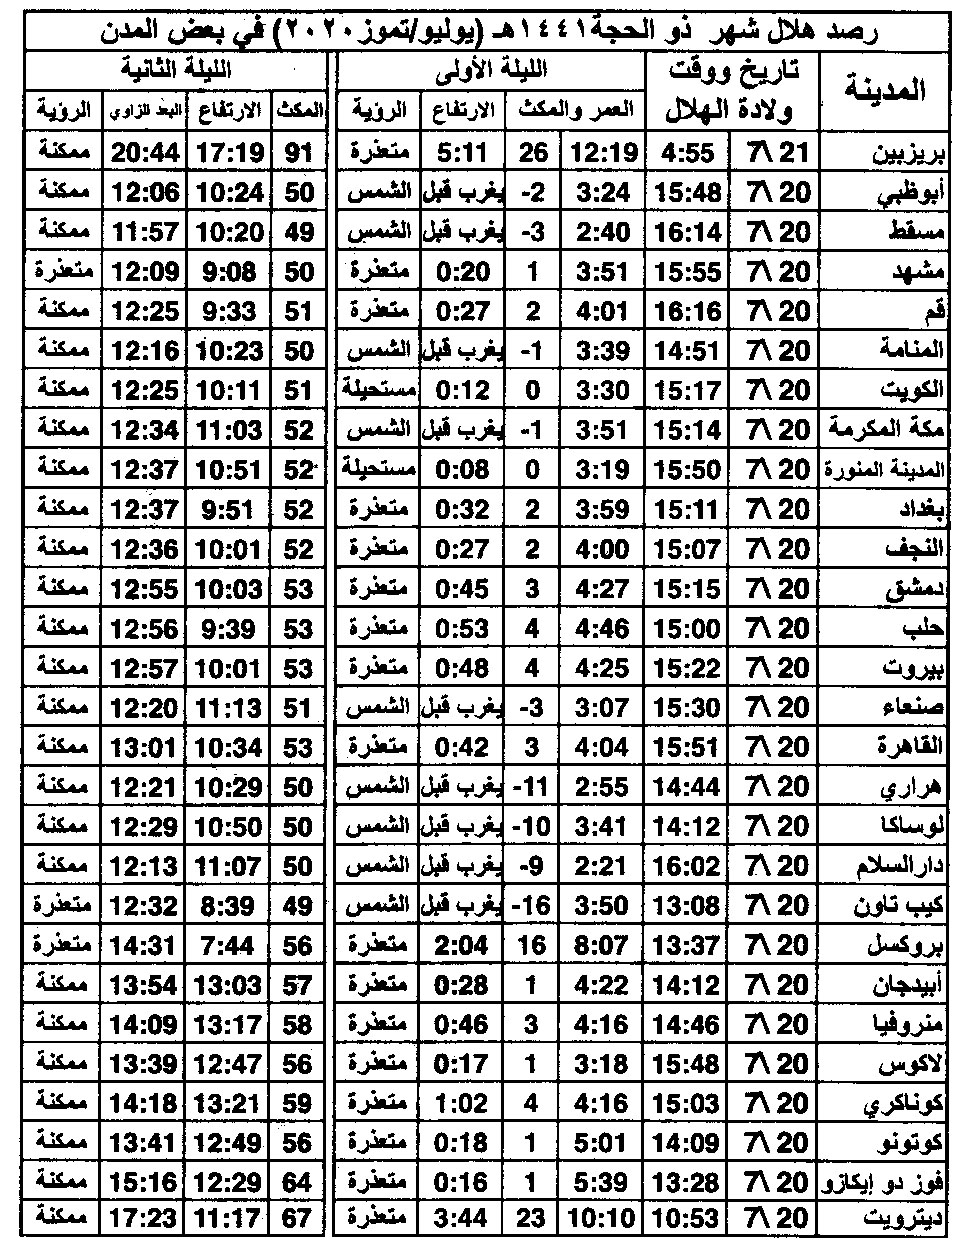 رصد هلال شهر ذو الحجة ١٤٤١هـ (يوليو/تموز ٢٠٢٠) في بعض المدن
المدينة تاريخ ووقت ولادة الهلال الليلة الأولى الليلة الثانية
العمر والمكث الارتفاع الرؤية المكث الارتفاع البعد الزاوي الرؤية
بريزبين 21 \7 4:55 12:19 26 5:11 متعذرة 91 17:19 20:44 ممكنة
أبوظبي 20 \7 15:48 3:24 -2 يغرب قبل الشمس 50 10:24 12:06 ممكنة
مسقط 20 \7 16:14 2:40 -3 يغرب قبل الشمس 49 10:20 11:57 ممكنة
مشهد 20 \7 15:55 3:51 1 0:20 متعذرة 50 9:08 12:09 متعذرة
قم 20 \7 16:16 4:01 2 0:27 متعذرة 51 9:33 12:25 ممكنة
المنامة 20 \7 14:51 3:39 -1 يغرب قبل الشمس 50 10:23 12:16 ممكنة
الكويت 20 \7 15:17 3:30 0 0:12 مستحيلة 51 10:11 12:25 ممكنة
مكة المكرمة 20 \7 15:14 3:51 -1 يغرب قبل الشمس 52 11:03 12:34 ممكنة
المدينة المنورة 20 \7 15:50 3:19 0 0:08 مستحيلة 52 10:51 12:37 ممكنة
بغداد 20 \7 15:11 3:59 2 0:32 متعذرة 52 9:51 12:37 ممكنة
النجف 20 \7 15:07 4:00 2 0:27 متعذرة 52 10:01 12:36 ممكنة
دمشق 20 \7 15:15 4:27 3 0:45 متعذرة 53 10:03 12:55 ممكنة
حلب 20 \7 15:00 4:46 4 0:53 متعذرة 53 9:39 12:56 ممكنة
بيروت 20 \7 15:22 4:25 4 0:48 متعذرة 53 10:01 12:57 ممكنة
صنعاء 20 \7 15:30 3:07 -3 يغرب قبل الشمس 51 11:13 12:20 ممكنة
القاهرة 20 \7 15:51 4:04 3 0:42 متعذرة 53 10:34 13:01 ممكنة
هراري 20 \7 14:44 2:55 -11 يغرب قبل الشمس 50 10:29 12:21 ممكنة
لوساكا 20 \7 14:12 3:41 -10 يغرب قبل الشمس 50 10:50 12:29 ممكنة
دارالسلام 20 \7 16:02 2:21 -9 يغرب قبل الشمس 50 11:07 12:13 ممكنة
كيب تاون 20 \7 13:08 3:50 -16 يغرب قبل الشمس 49 8:39 12:32 متعذرة
بروكسل 20 \7 13:37 8:07 16 2:04 متعذرة 56 7:44 14:31 متعذرة
أبيدجان 20 \7 14:12 4:22 1 0:28 متعذرة 57 13:03 13:54 ممكنة
منروفيا 20 \7 14:46 4:16 3 0:46 متعذرة 58 13:17 14:09 ممكنة
لاكوس 20 \7 15:48 3:18 1 0:17 متعذرة 56 12:47 13:39 ممكنة
كوناكري 20 \7 15:03 4:16 4 1:02 متعذرة 59 13:21 14:18 ممكنة
كوتونو 20 \7 14:09 5:01 1 0:18 متعذرة 56 12:49 13:41 ممكنة
فوز دو إيكازو 20 \7 13:28 5:39 1 0:16 متعذرة 64 12:29 15:16 ممكنة
ديترويت 20 \7 10:53 10:10 23 3:44 متعذرة 67 11:17 17:23 ممكنة